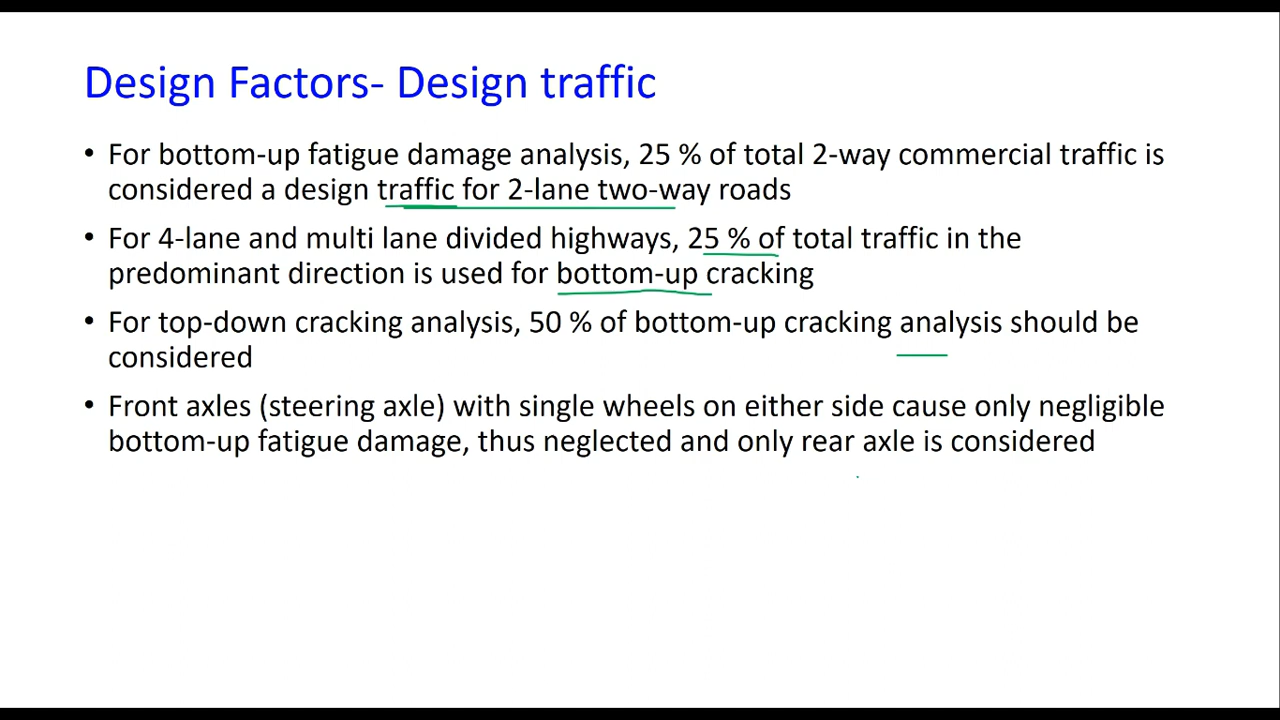 Design Factors- Design traffic
• For bottom-up fatigue damage analysis, 25 % of total 2-way commercial traffic is
considered a design traffic for 2-lane two-way roads
• For 4-lane and multi lane divided highways, 25 % of total traffic in the
predominant direction is used for bottom-up cracking
• For top-down cracking analysis, 50 % of bottom-up cracking analysis should be
considered
• Front axles (steering axle) with single wheels on either side cause only negligible
bottom-up fatigue damage, thus neglected and only rear axle is considered